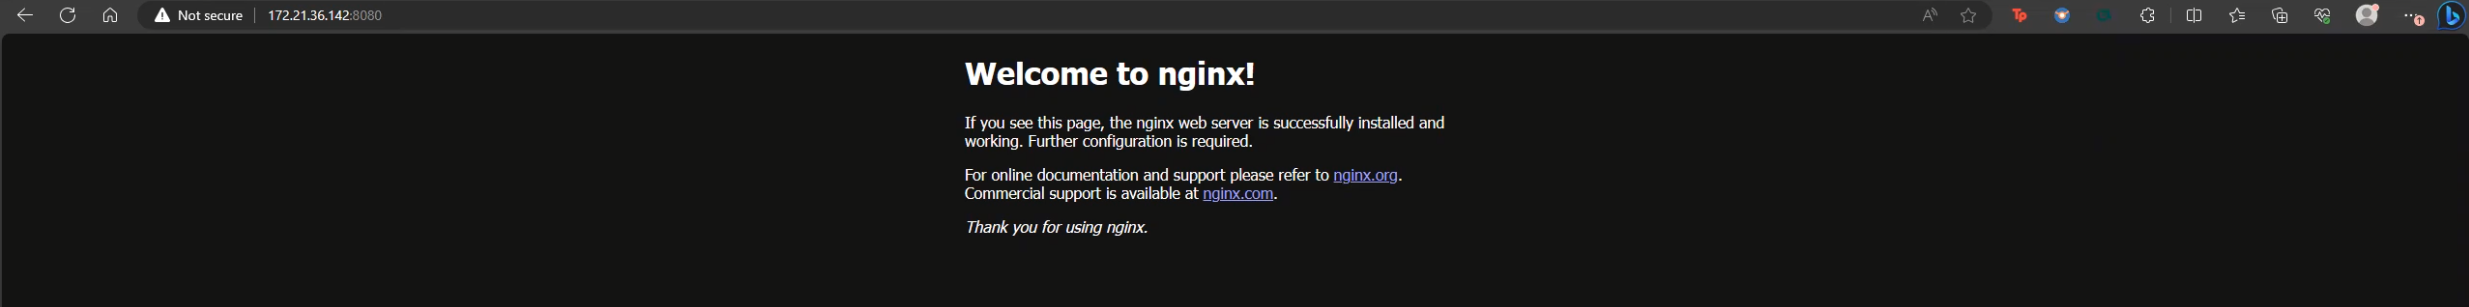 Not secure 172.21.36.142:8080
Welcome to nginx!
If you see this page, the nginx web server is successfully installed and
working. Further configuration is required.
For online documentation and support please refer to nginx.org.
Commercial support is available at nginx.com.
Thank you for using nginx.